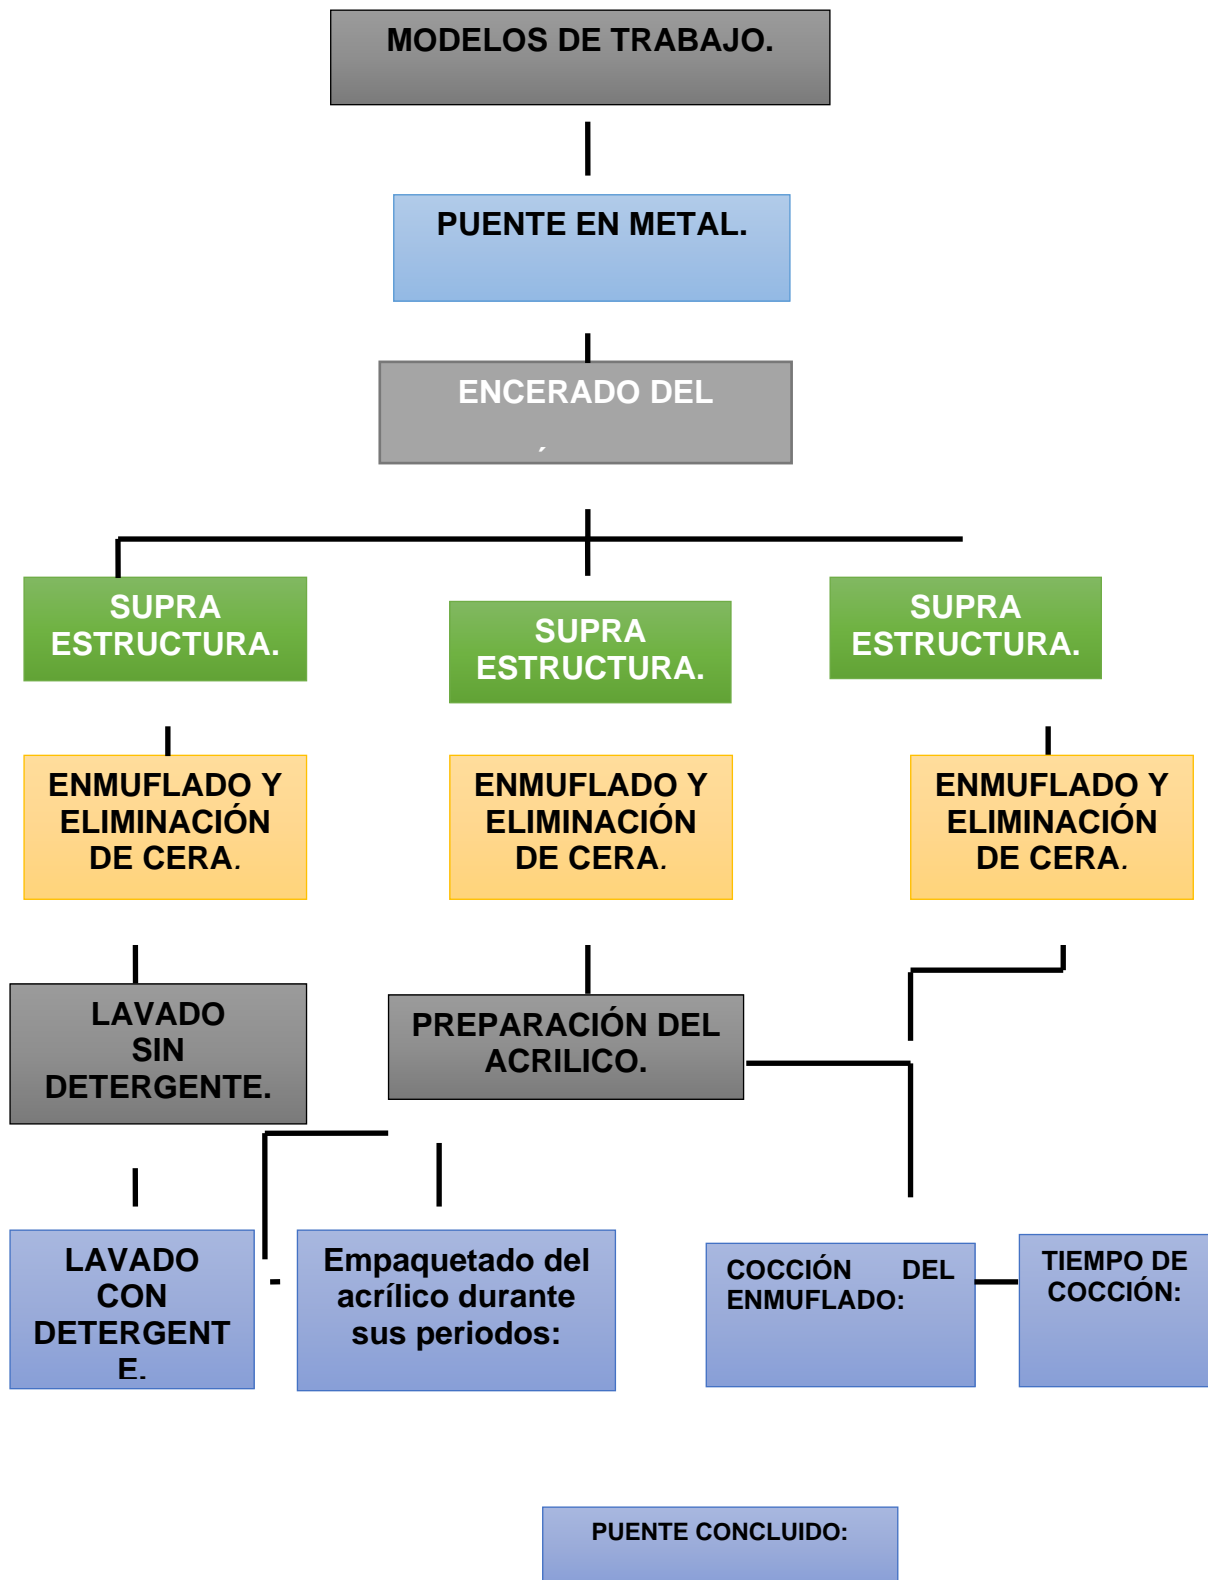 MODELOS DE TRABAJO.
PUENTE EN METAL.
ENCERADO DEL
SUPRA
ESTRUCTURA.
SUPRA
ESTRUCTURA.
SUPRA
ESTRUCTURA.
ENMUFLADO Y
ELIMINACIÓN
DE CERA.
ENMUFLADO Y
ELIMINACIÓN
DE CERA.
ENMUFLADO Y
ELIMINACIÓN
DE CERA.
LAVADO
SIN
DETERGENTE.
PREPARACIÓN DEL
ACRILICO.
LAVADO
CON
DETERGENT
E.
Empaquetado del
acrílico durante
sus periodos:
COCCIÓN DEL
ENMUFLADO:
TIEMPO DE
COCCIÓN:
PUENTE CONCLUIDO: